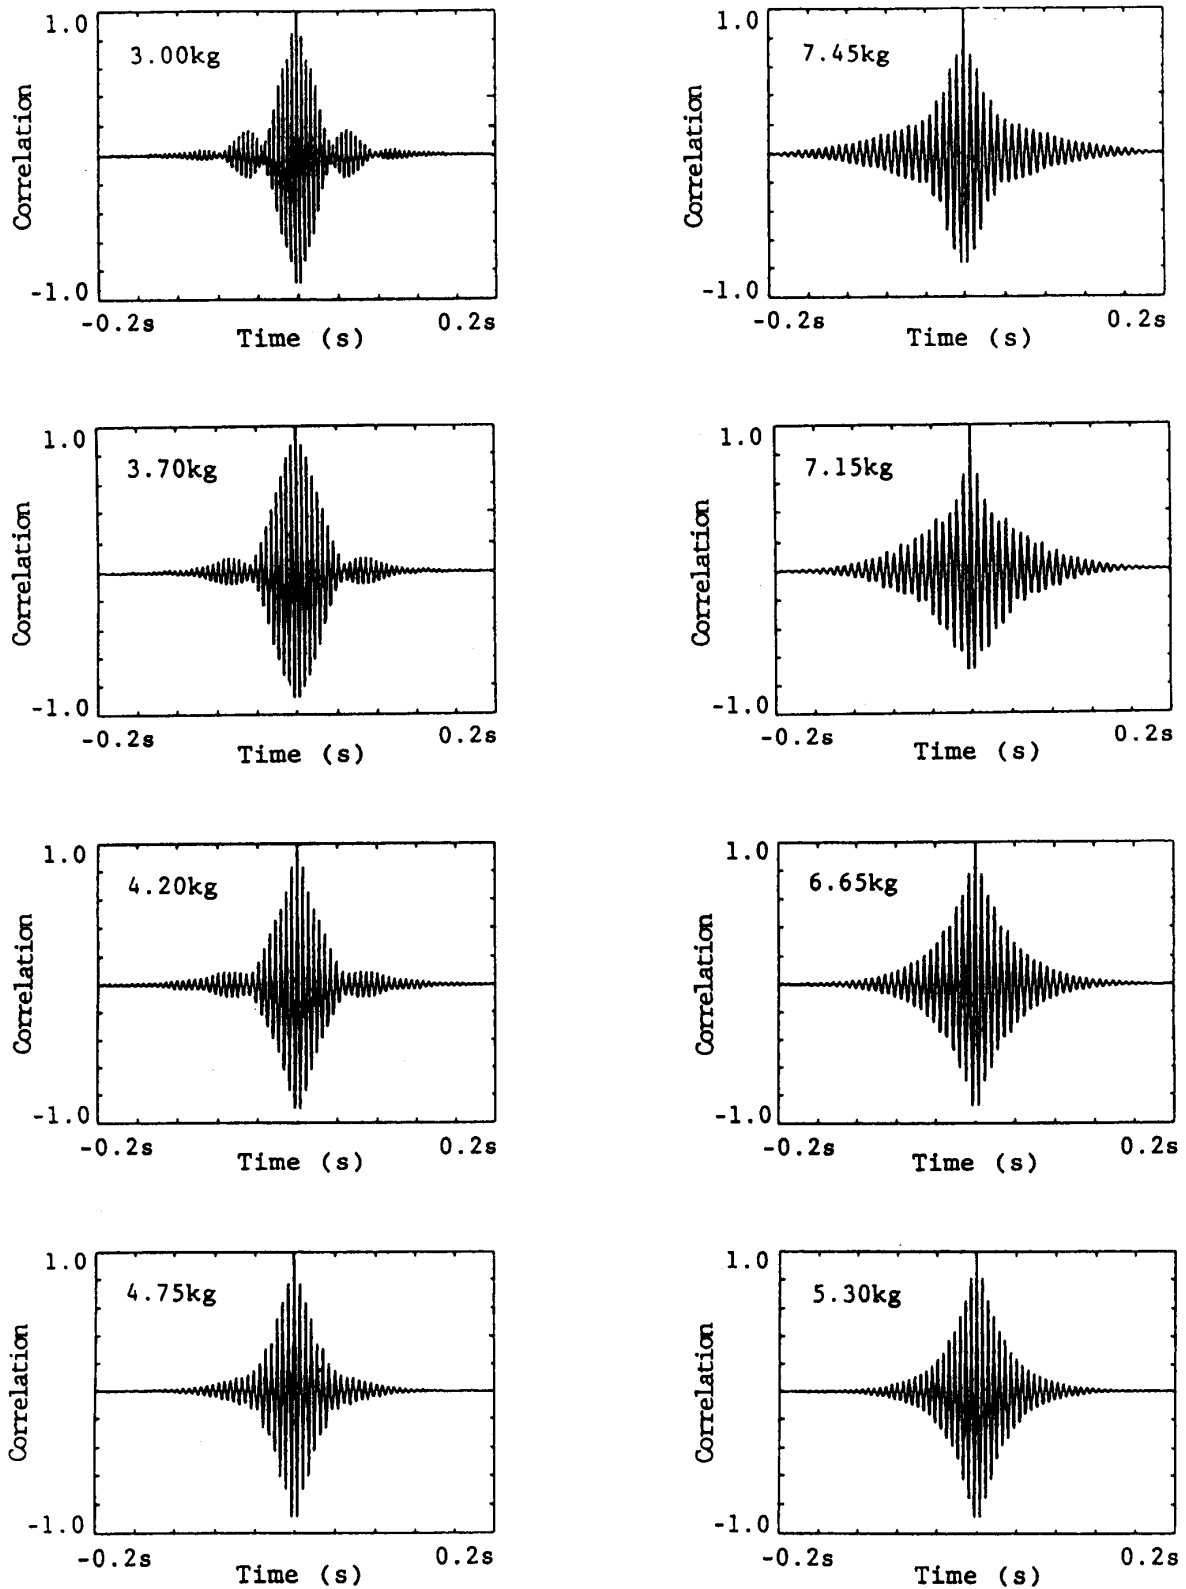 1.0
3.00kg
Correlation
-1.0
-0.2s
0.2s
Time (s)
1.0
7.45kg
Correlation
-1.0
-0.2s
0.2s
Time (s)
1.0
3.70kg
Correlation
-1.0
-0.2s
0.2s
Time (s)
1.0
7.15kg
Correlation
-1.0
-0.2s
0.2s
Time (s)
1.0
4.20kg
Correlation
-1.0
-0.2s
0.2s
Time (s)
1.0
6.65kg
Correlation
-1.0
-0.2s
0.2s
Time (s)
1.0
4.75kg
Correlation
-1.0
-0.2s
0.2s
Time (s)
1.0
5.30kg
Correlation
-1.0
-0.2s
0.2s
Time (s)